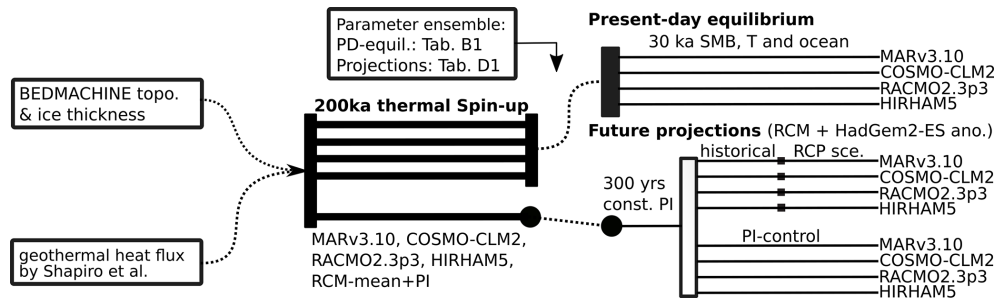 Parameter ensemble:
PD-equil.: Tab. B1
Projections: Tab. D1
BEDMACHINE topo.
& ice thickness
geothermal heat flux
by Shapiro et al.
200ka thermal Spin-up
MARv3.10, COSMO-CLM2,
RACMO2.3p3, HIRHAM5,
RCM-mean+PI
Present-day equilibrium
30 ka SMB, T and ocean
MARv3.10
COSMO-CLM2
RACMO2.3p3
HIRHAM5
Future projections (RCM + HadGem2-ES ano.)
historical RCP sce.
MARv3.10
COSMO-CLM2
RACMO2.3p3
HIRHAM5
300 yrs
const. PI
PI-control
MARv3.10
COSMO-CLM2
RACMO2.3p3
HIRHAM5